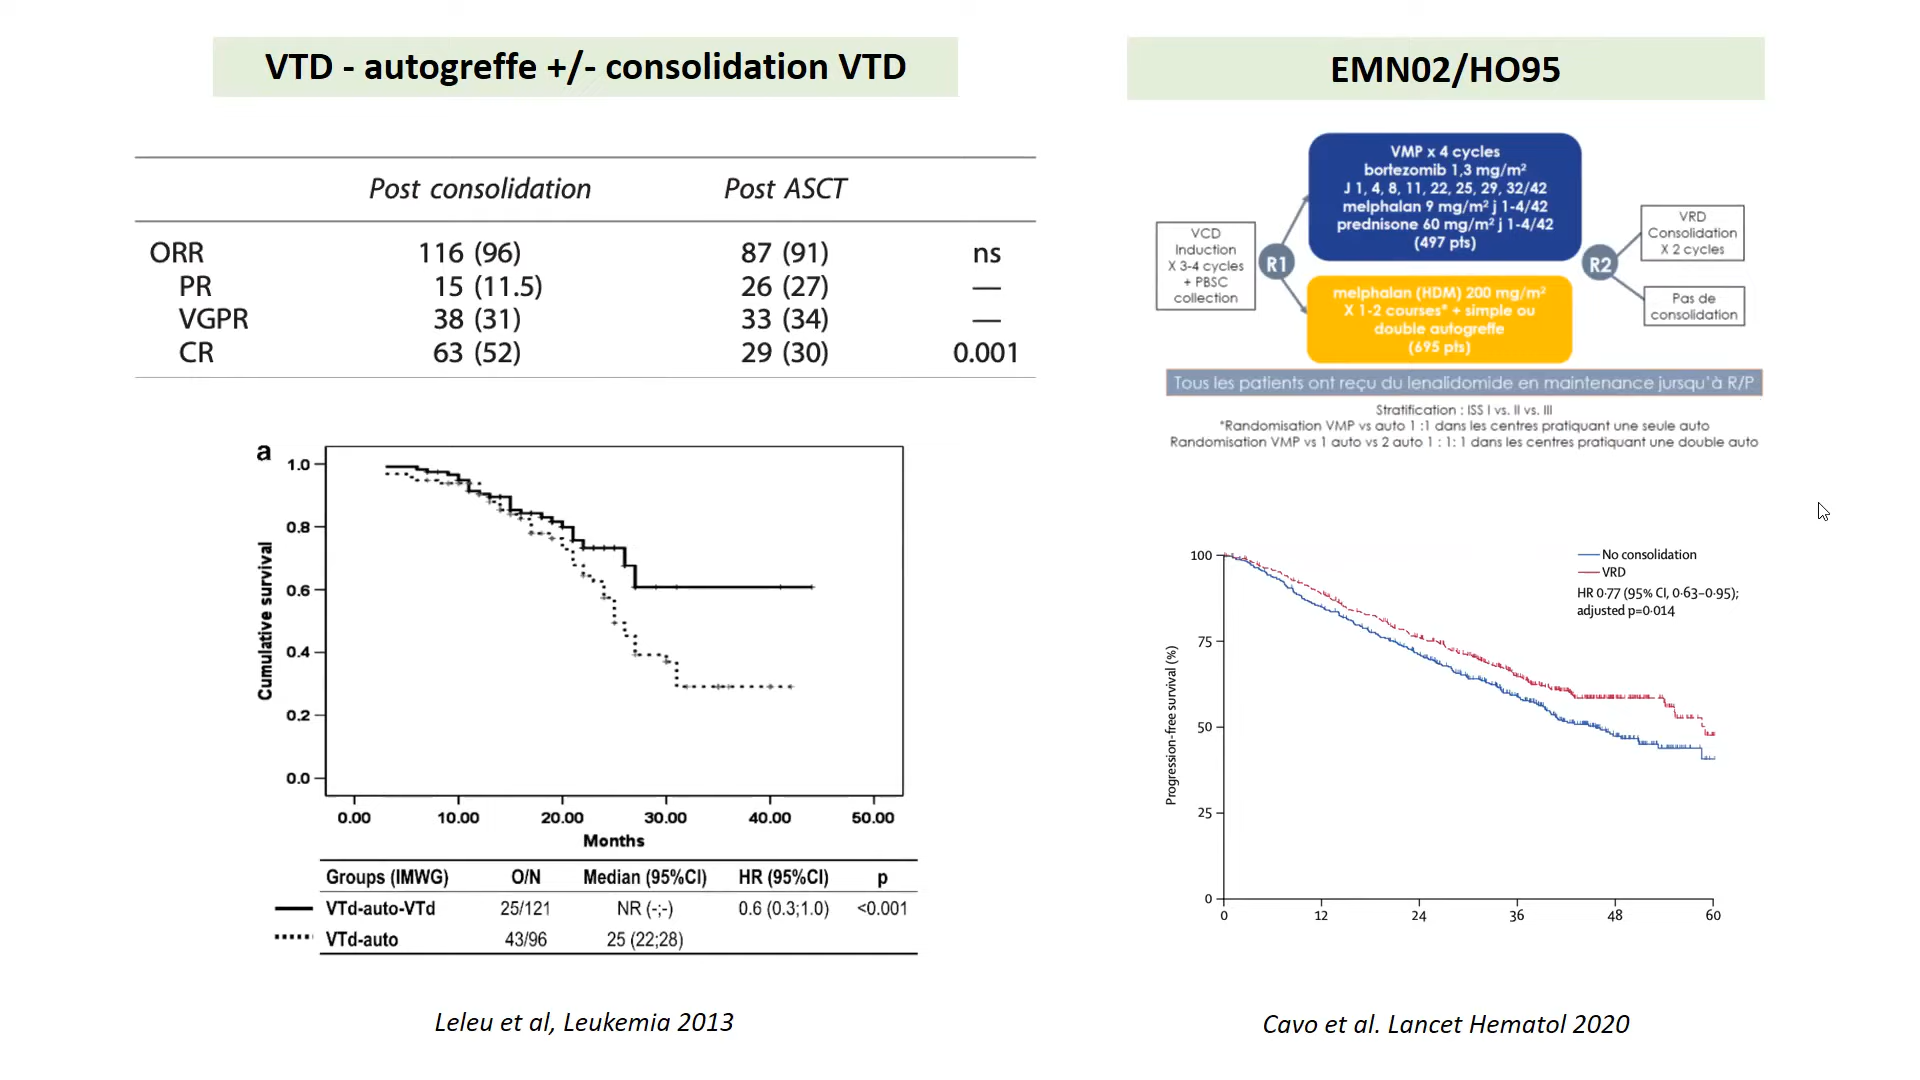 VTD - autogreffe +/- consolidation VTD
Post consolidation Post ASCT
ORR 116 (96) 87 (91) ns
PR 15 (11.5) 26 (27) —
VGPR 38 (31) 33 (34) —
CR 63 (52) 29 (30) 0.001
a
1.0
0.8
0.6
0.4
0.2
0.0
Cumulative survival
0.00 10.00 20.00 30.00 40.00 50.00
Months
Groups (IMWG) O/N Median (95%CI) HR (95%CI) p
VTd-auto-VTd 25/121 NR (-;-) 0.6 (0.3;1.0) <0.001
VTd-auto 43/96 25 (22;28)
Leleu et al, Leukemia 2013
EMN02/HO95
VCD
Induction
X 3-4 cycles
+ PBSC
collection
R1
VMP x 4 cycles
bortezomib 1,3 mg/m²
J 1, 4, 8, 11, 22, 25, 29, 32/42
melphalan 9 mg/m² j 1-4/42
prednisone 60 mg/m² j 1-4/42
(497 pts)
melphalan (HDM) 200 mg/m²
X 1-2 courses* + simple ou
double autogreffe
(695 pts)
R2
VRD
Consolidation
X 2 cycles
Pas de
consolidation
Tous les patients ont reçu du lenalidomide en maintenance jursqu'à R/P
Stratification : ISS I vs. II vs. III
*Randomisation VMP vs auto 1 :1 dans les centres pratiquant une seule auto
Randomisation VMP vs 1 auto vs 2 auto 1 : 1: 1 dans les centres pratiquant une double auto
No consolidation
VRD
HR 0·77 (95% CI, 0·63–0·95);
adjusted p=0·014
100
75
50
25
0
Progression-free survival (%)
0 12 24 36 48 60
Cavo et al. Lancet Hematol 2020